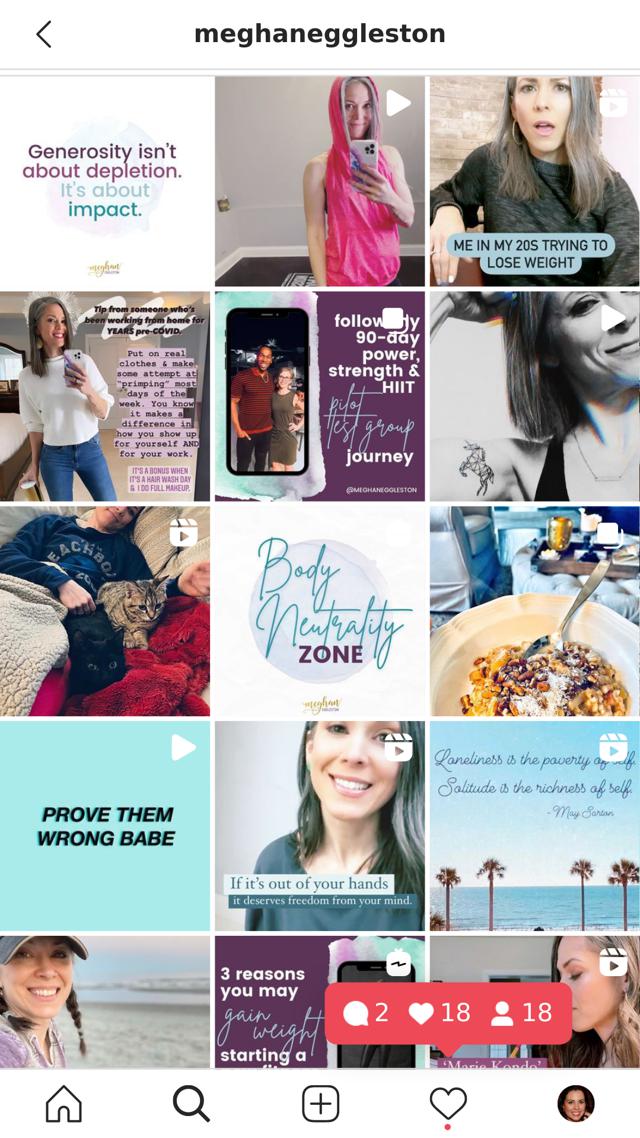 meghaneggleston
Generosity isn't
about depletion.
It's about
impact.
meghan
EGGLESTON
ME IN MY 20S TRYING TO
LOSE WEIGHT
Tip from someone who's
been working from home for
YEARS pre-COVID.
Put on real
clothes & make
some attempt at
"primping" most
days of the
week. You know
it makes a
difference in
how you show up
for yourself AND
for your work.
IT'S A BONUS WHEN
IT'S A HAIR WASH DAY
& I DO FULL MAKEUP.
follow my
90-day
power,
strength &
HIIT
pilot
test group
journey
@MEGHANEGGLESTON
Body
Neutrality
ZONE
meghan
EGGLESTON
PROVE THEM
WRONG BABE
If it's out of your hands
it deserves freedom from your mind.
Loneliness is the poverty of self.
Solitude is the richness of self.
- May Sarton
3 reasons
you may
gain
weight
starting a
2 18 18
'Marie Kondo'